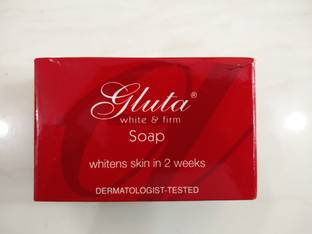 Gluta®
white & firm
Soap
whitens skin in 2 weeks
DERMATOLOGIST-TESTED